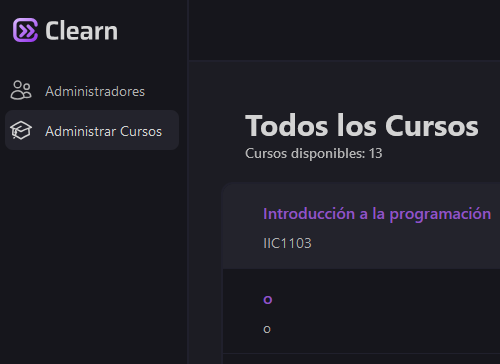 Clearn
Administradores
Administrar Cursos
Todos los Cursos
Cursos disponibles: 13
Introducción a la programación
IIC1103
o
o